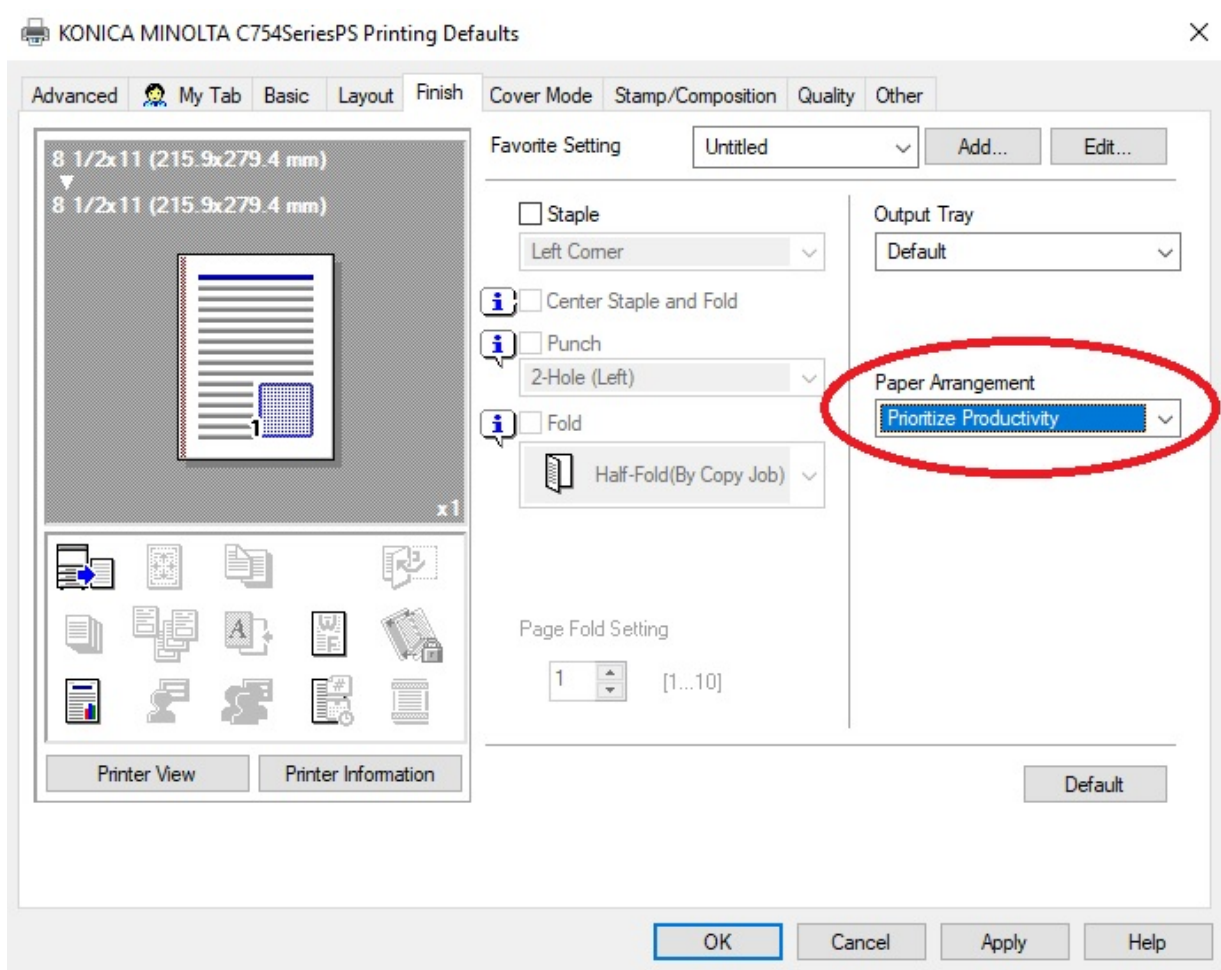 KONICA MINOLTA C754SeriesPS Printing Defaults
Advanced My Tab Basic Layout Finish Cover Mode Stamp/Composition Quality Other
8 1/2x11 (215.9x279.4 mm)
8 1/2x11 (215.9x279.4 mm)
1
x1
Printer View Printer Information
Favorite Setting Untitled Add... Edit...
Staple
Left Corner
Center Staple and Fold
Punch
2-Hole (Left)
Fold
Half-Fold(By Copy Job)
Page Fold Setting
1 [1...10]
Output Tray
Default
Paper Arrangement
Prioritize Productivity
Default
OK Cancel Apply Help